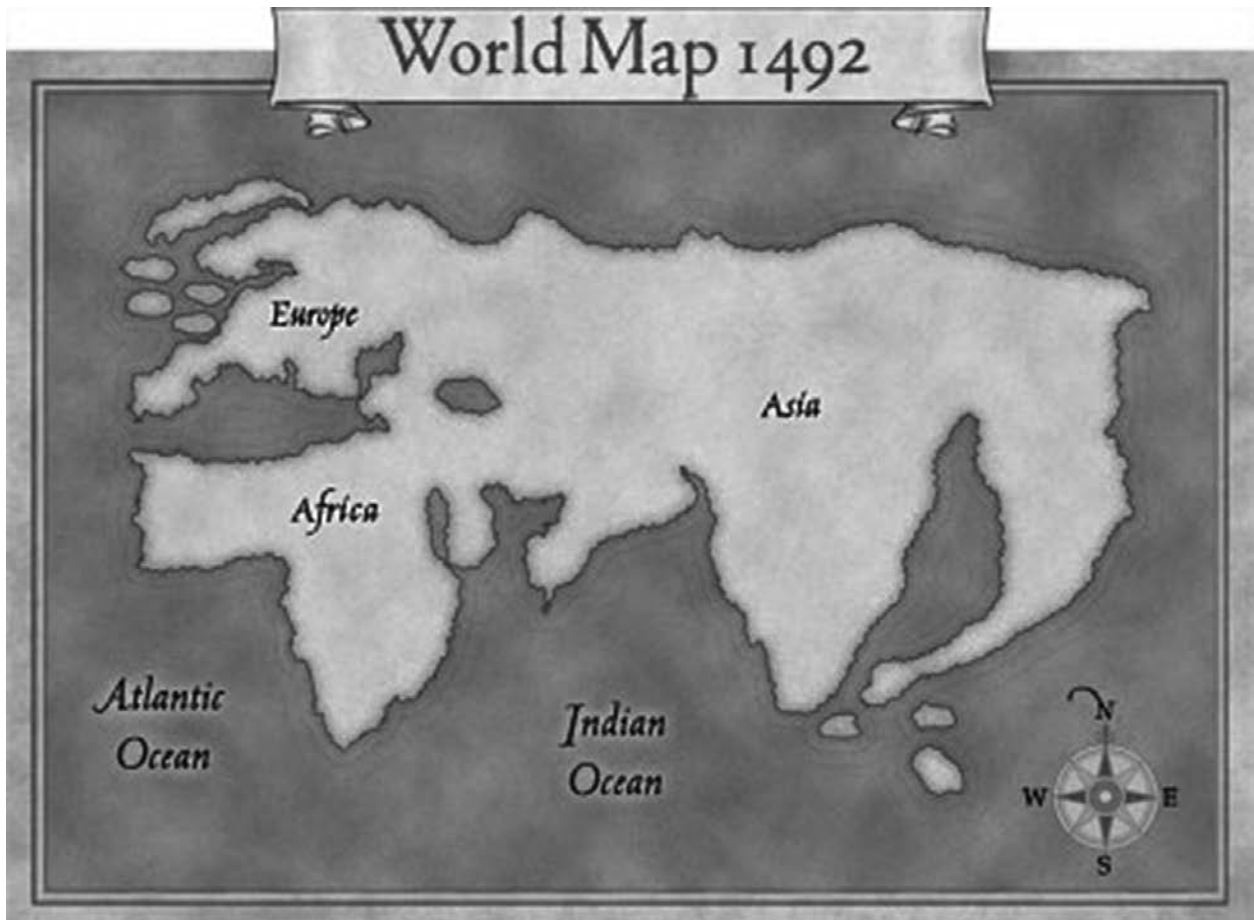 World Map 1492
Europe
Asia
Africa
Atlantic
Ocean
Indian
Ocean
N
W
E
S